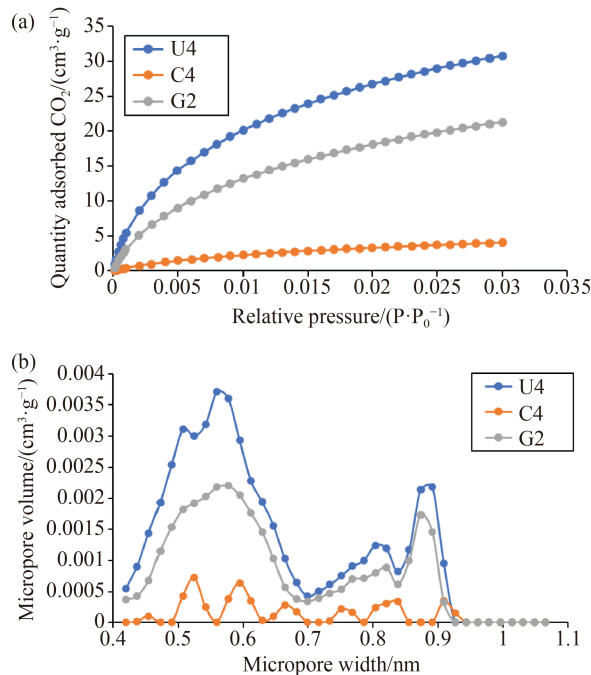 (a)
Quantity adsorbed CO₂/(cm³·g⁻¹)
35
30
25
20
15
10
5
0
U4
C4
G2
0 0.005 0.01 0.015 0.02 0.025 0.03 0.035
Relative pressure/(P·P₀⁻¹)
(b)
Micropore volume/(cm³·g⁻¹)
0.004
0.0035
0.003
0.0025
0.002
0.0015
0.001
0.0005
0
U4
C4
G2
0.4 0.5 0.6 0.7 0.8 0.9 1 1.1
Micropore width/nm